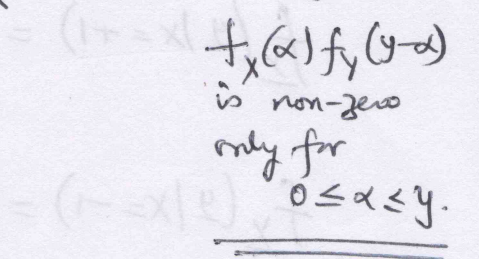 f_X(α) f_Y(y-α)
is non-zero
only for
0 ≤ α ≤ y.